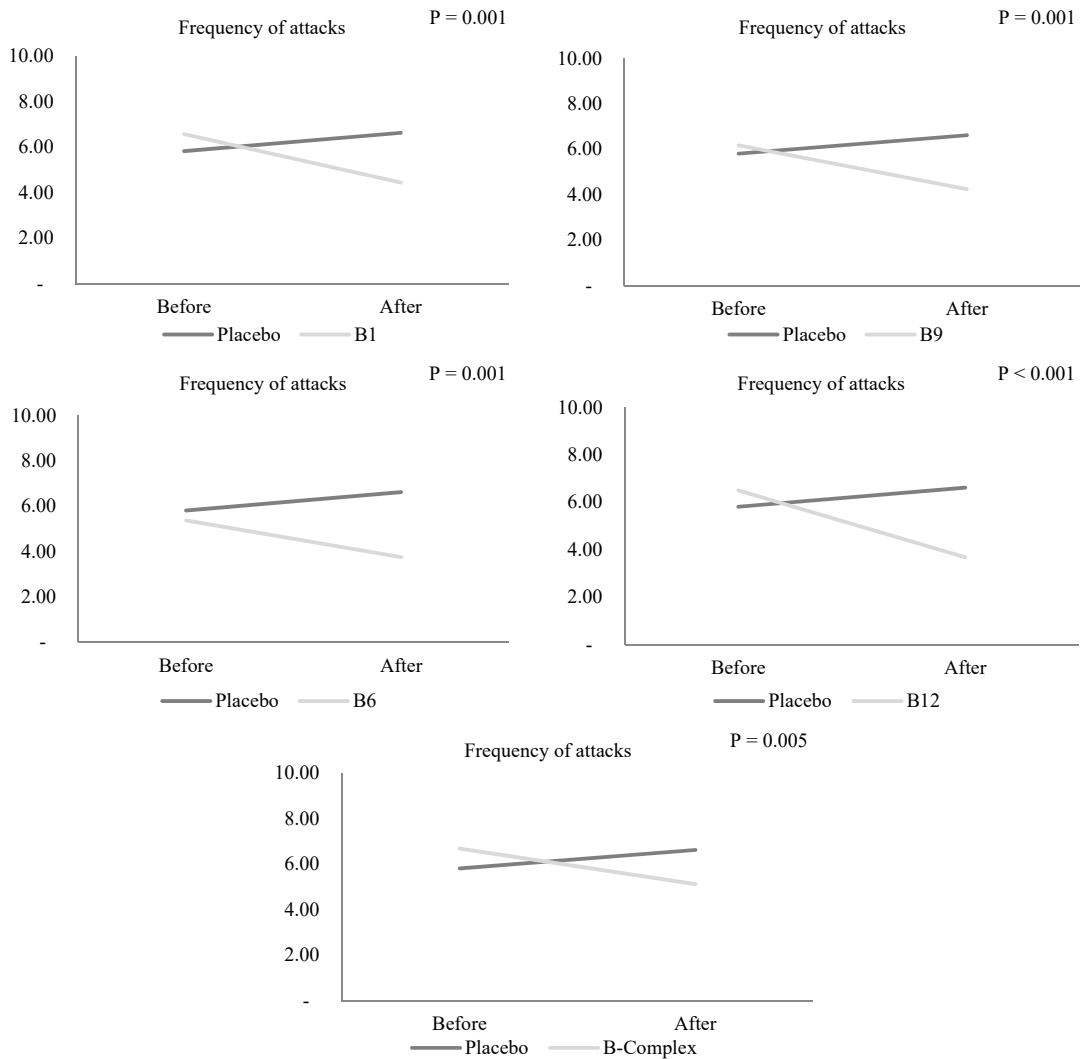 Frequency of attacks
P = 0.001
10.00
8.00
6.00
4.00
2.00
-
Before
After
Placebo
B1
Frequency of attacks
P = 0.001
10.00
8.00
6.00
4.00
2.00
-
Before
After
Placebo
B9
Frequency of attacks
P = 0.001
10.00
8.00
6.00
4.00
2.00
-
Before
After
Placebo
B6
Frequency of attacks
P < 0.001
10.00
8.00
6.00
4.00
2.00
-
Before
After
Placebo
B12
Frequency of attacks
P = 0.005
10.00
8.00
6.00
4.00
2.00
-
Before
After
Placebo
B-Complex